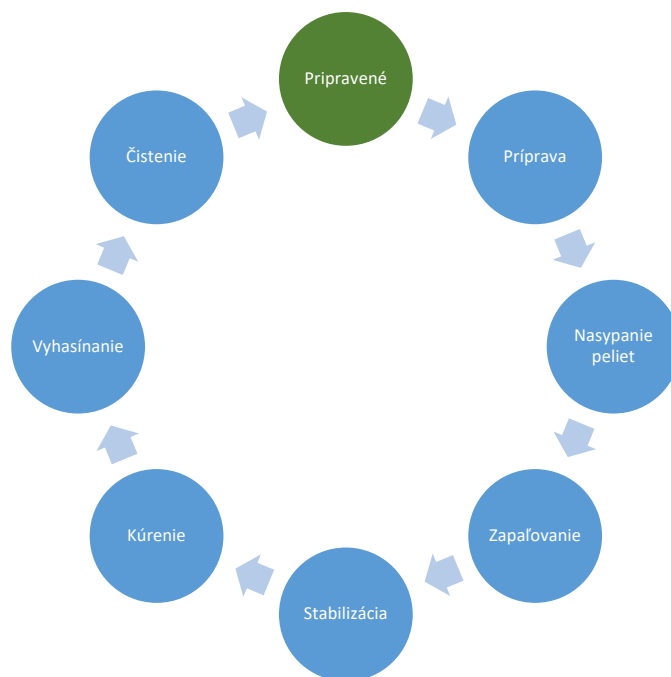 Pripravené
Príprava
Nasypanie
peliet
Zapaľovanie
Stabilizácia
Kúrenie
Vyhasínanie
Čistenie